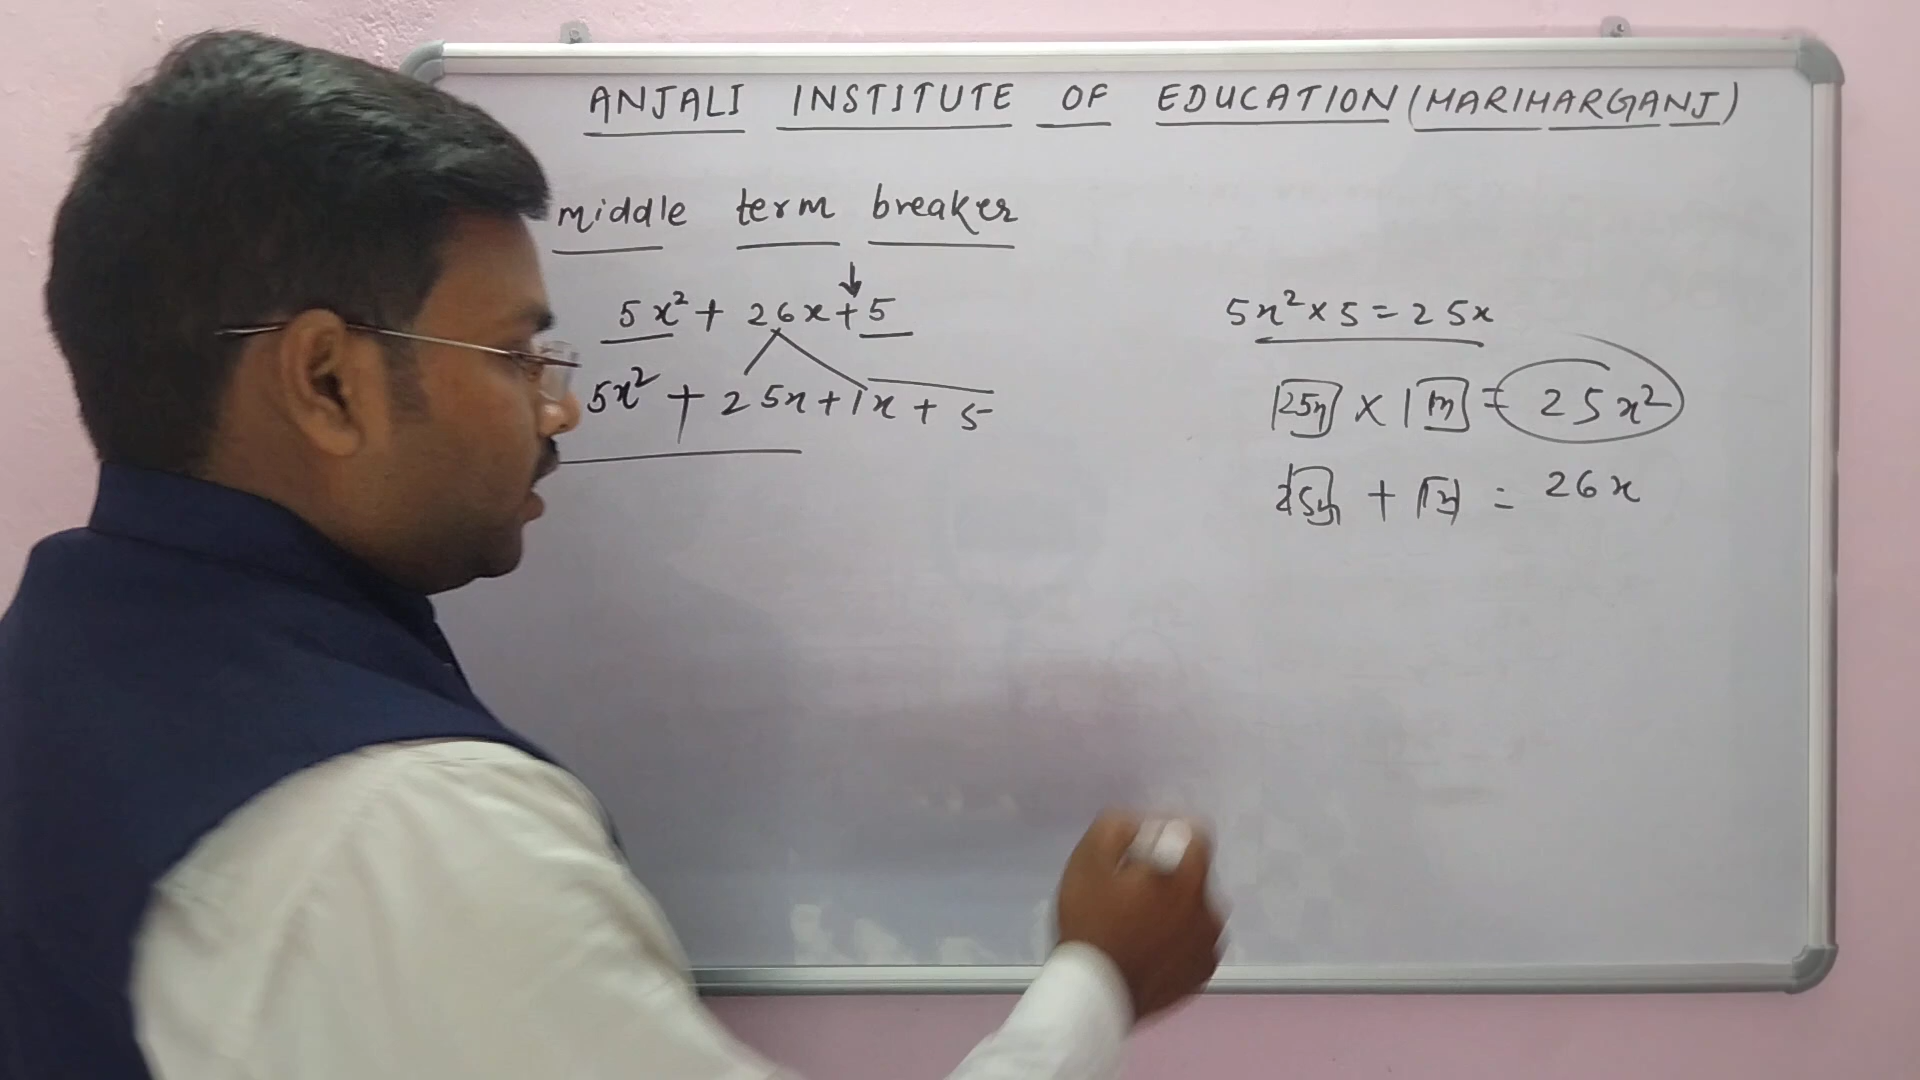 ANJALI INSTITUTE OF EDUCATION (MARIHARGANJ)
middle term breaker
5x² + 26x + 5
5x² + 25x + 1x + 5
5x² × 5 = 25x
25x × 1x = 25x²
25x + 1x = 26x